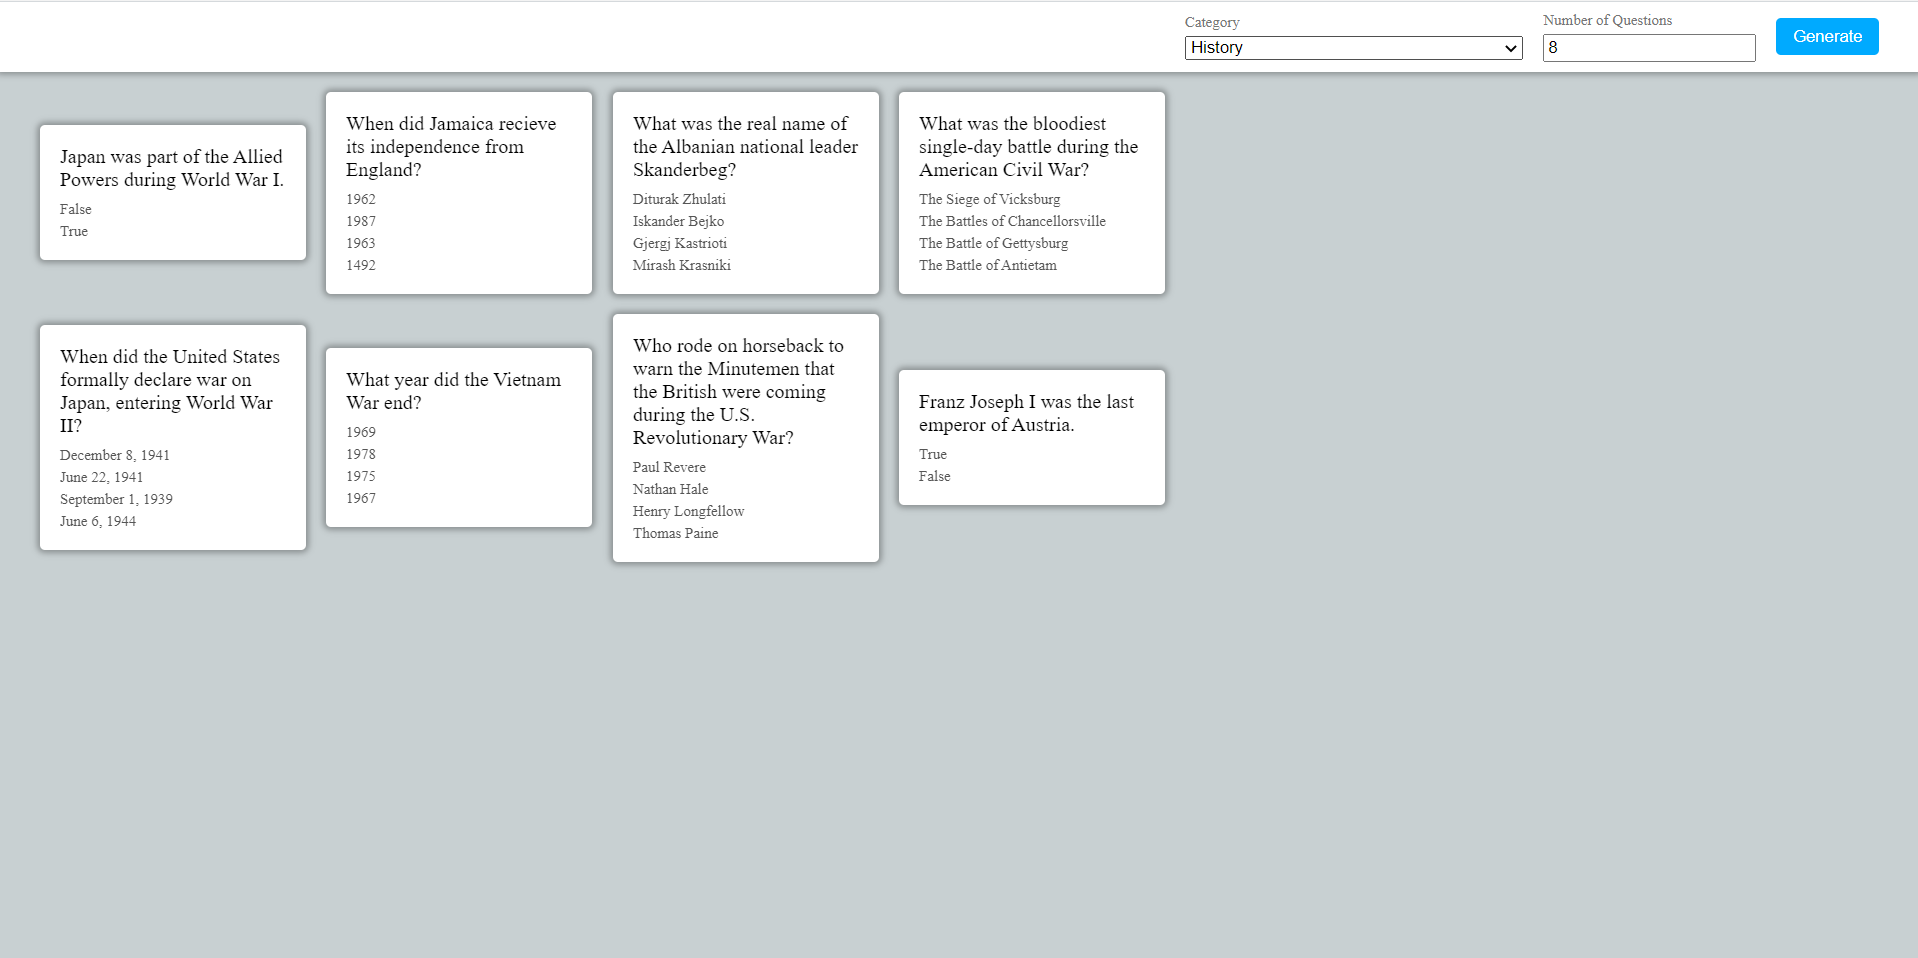 Category
History
Number of Questions
8
Generate
Japan was part of the Allied
Powers during World War I.
False
True
When did Jamaica recieve
its independence from
England?
1962
1987
1963
1492
What was the real name of
the Albanian national leader
Skanderbeg?
Diturak Zhulati
Iskander Bejko
Gjergj Kastrioti
Mirash Krasniki
What was the bloodiest
single-day battle during the
American Civil War?
The Siege of Vicksburg
The Battles of Chancellorsville
The Battle of Gettysburg
The Battle of Antietam
When did the United States
formally declare war on
Japan, entering World War
II?
December 8, 1941
June 22, 1941
September 1, 1939
June 6, 1944
What year did the Vietnam
War end?
1969
1978
1975
1967
Who rode on horseback to
warn the Minutemen that
the British were coming
during the U.S.
Revolutionary War?
Paul Revere
Nathan Hale
Henry Longfellow
Thomas Paine
Franz Joseph I was the last
emperor of Austria.
True
False